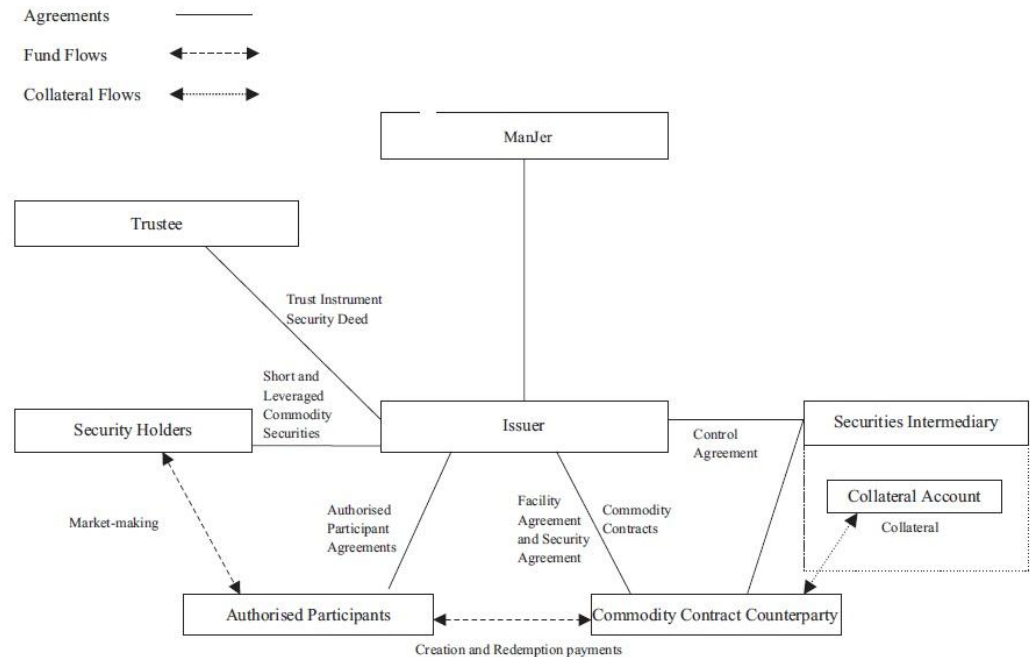 Agreements
Fund Flows
Collateral Flows
ManJer
Trustee
Trust Instrument
Security Deed
Short and
Leveraged
Commodity
Securities
Security Holders
Issuer
Securities Intermediary
Control
Agreement
Collateral Account
Collateral
Market-making
Authorised
Participant
Agreements
Facility
Agreement
and Security
Agreement
Commodity
Contracts
Authorised Participants
Commodity Contract Counterparty
Creation and Redemption payments